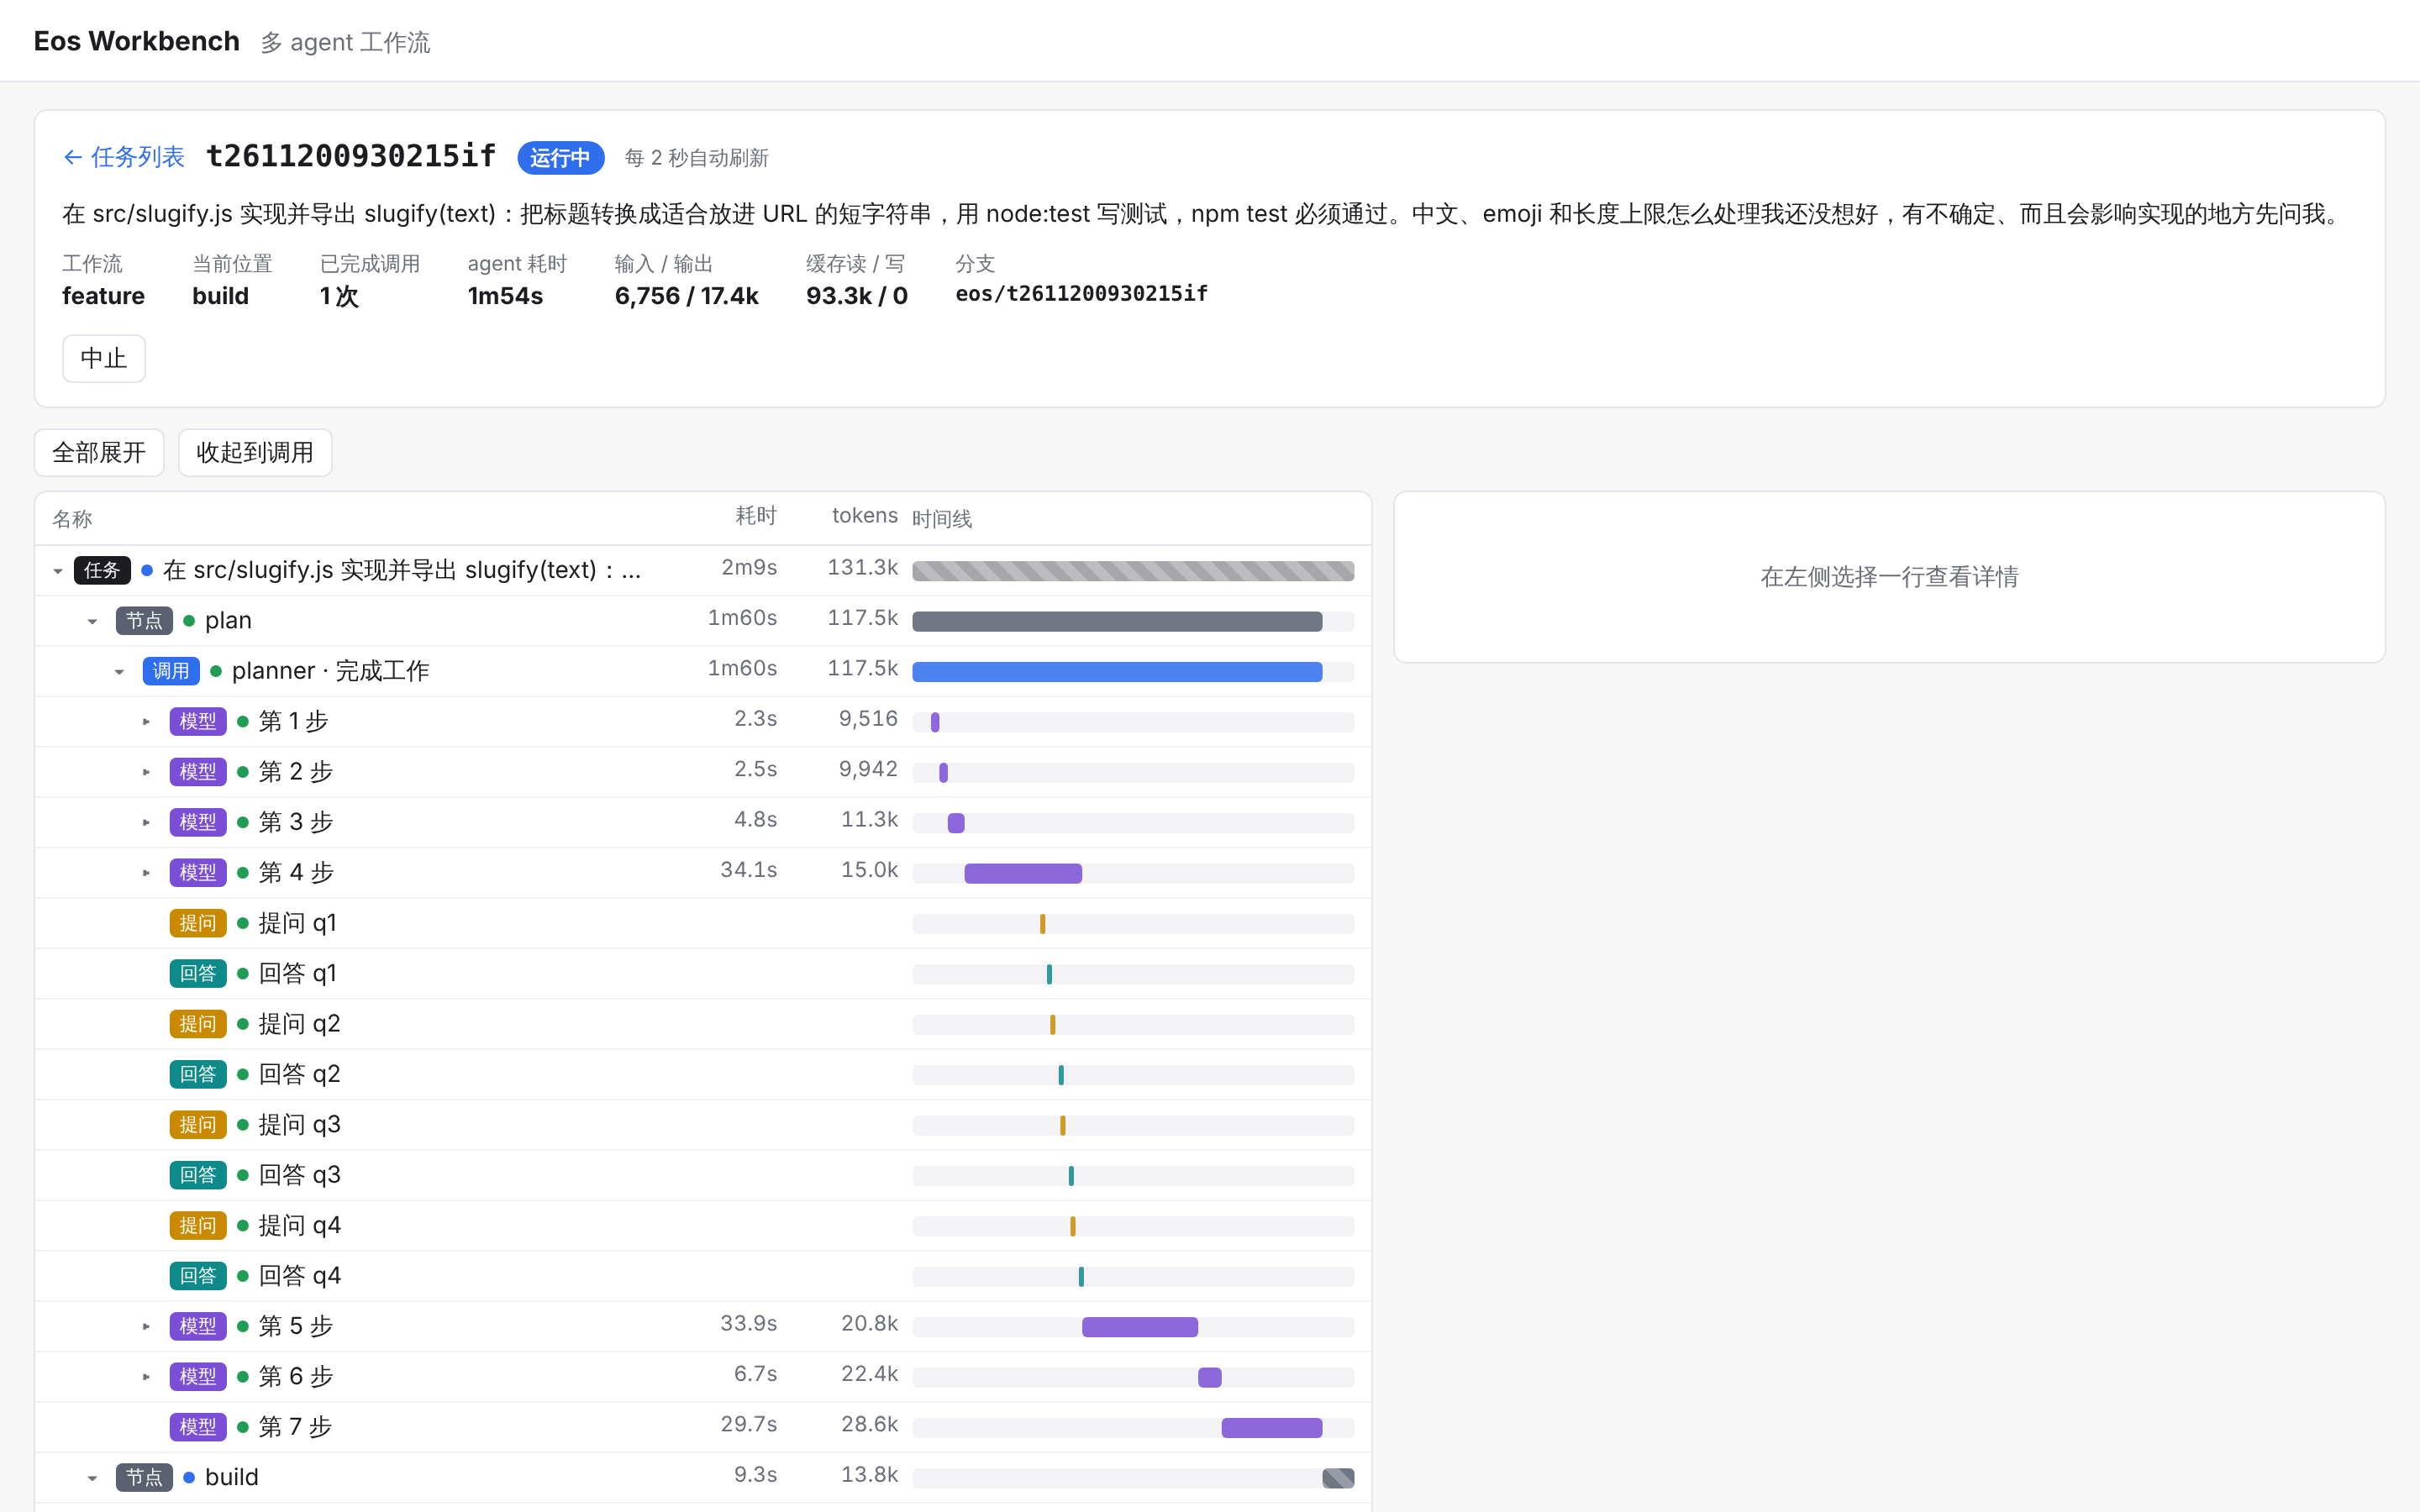 Eos Workbench 多 agent 工作流
← 任务列表 t2611200930215if 运行中 每 2 秒自动刷新
在 src/slugify.js 实现并导出 slugify(text)：把标题转换成适合放进 URL 的短字符串，用 node:test 写测试，npm test 必须通过。中文、emoji 和长度上限怎么处理我还没想好，有不确定、而且会影响实现的地方先问我。
工作流 当前位置 已完成调用 agent 耗时 输入 / 输出 缓存读 / 写 分支
feature build 1 次 1m54s 6,756 / 17.4k 93.3k / 0 eos/t2611200930215if
中止
全部展开 收起到调用
名称 耗时 tokens 时间线
任务 在 src/slugify.js 实现并导出 slugify(text)：... 2m9s 131.3k
在左侧选择一行查看详情
节点 plan 1m60s 117.5k
调用 planner · 完成工作 1m60s 117.5k
模型 第 1 步 2.3s 9,516
模型 第 2 步 2.5s 9,942
模型 第 3 步 4.8s 11.3k
模型 第 4 步 34.1s 15.0k
提问 提问 q1
回答 回答 q1
提问 提问 q2
回答 回答 q2
提问 提问 q3
回答 回答 q3
提问 提问 q4
回答 回答 q4
模型 第 5 步 33.9s 20.8k
模型 第 6 步 6.7s 22.4k
模型 第 7 步 29.7s 28.6k
节点 build 9.3s 13.8k